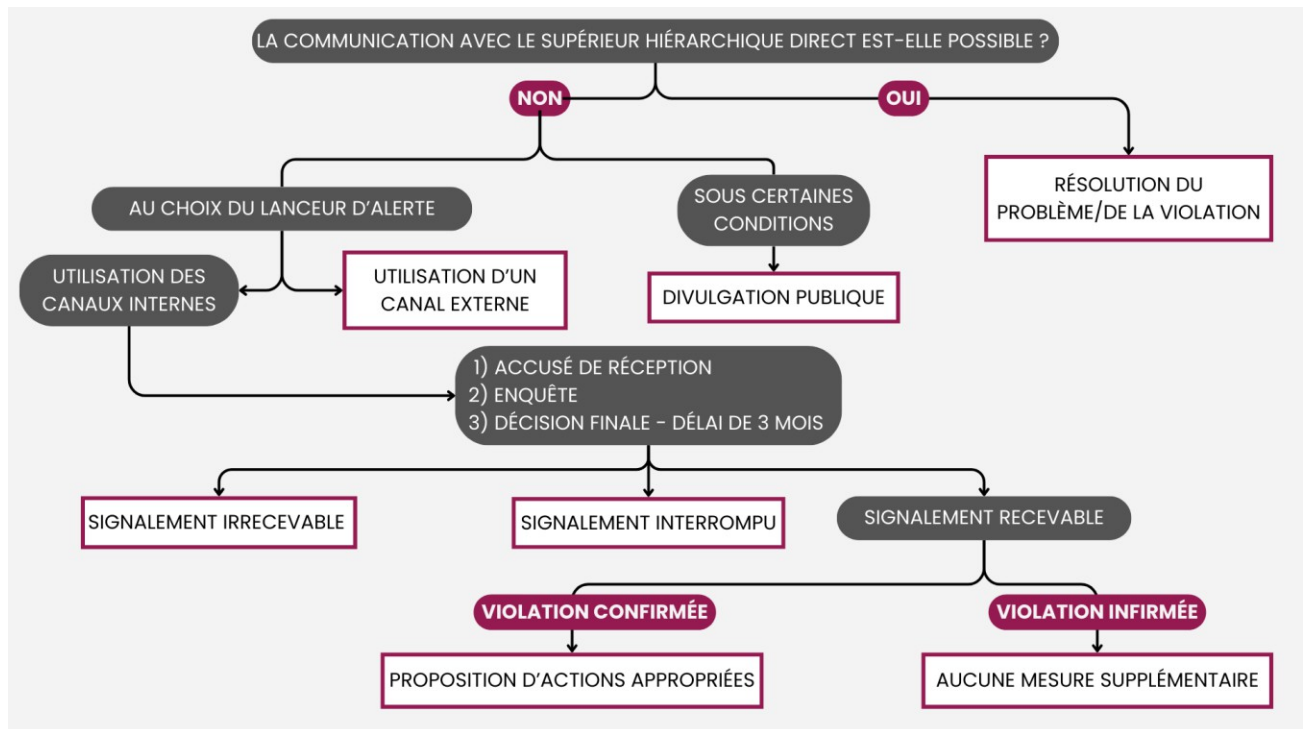 LA COMMUNICATION AVEC LE SUPÉRIEUR HIÉRARCHIQUE DIRECT EST-ELLE POSSIBLE ?
NON
OUI
RÉSOLUTION DU
PROBLÈME/DE LA VIOLATION
AU CHOIX DU LANCEUR D'ALERTE
SOUS CERTAINES
CONDITIONS
UTILISATION DES
CANAUX INTERNES
UTILISATION D'UN
CANAL EXTERNE
DIVULGATION PUBLIQUE
1) ACCUSÉ DE RÉCEPTION
2) ENQUÊTE
3) DÉCISION FINALE - DÉLAI DE 3 MOIS
SIGNALEMENT IRRECEVABLE
SIGNALEMENT INTERROMPU
SIGNALEMENT RECEVABLE
VIOLATION CONFIRMÉE
VIOLATION INFIRMÉE
PROPOSITION D'ACTIONS APPROPRIÉES
AUCUNE MESURE SUPPLÉMENTAIRE